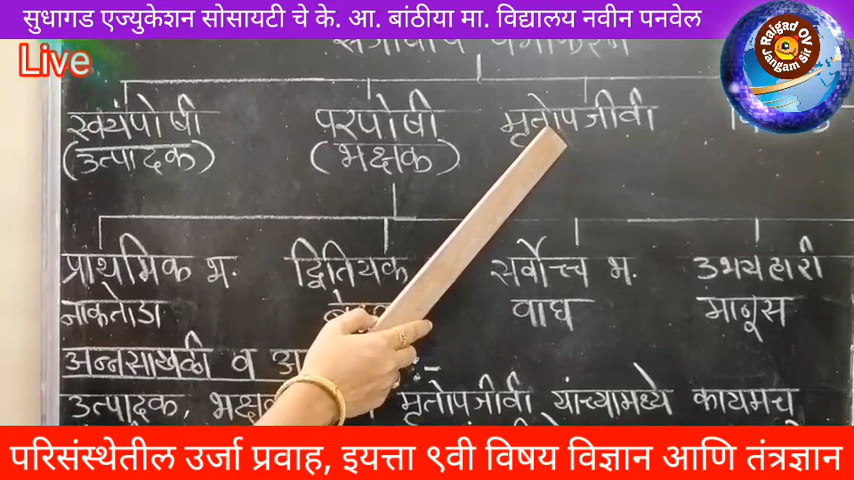 सुधागड एज्युकेशन सोसायटी चे के. आ. बांठीया मा. विद्यालय नवीन पनवेल
Live
Raigad OV
Jangam Sir
स्वयंपोषी परपोषी मृतोपजीवी
(उत्पादक) (भक्षक)
प्राथमिक भ. द्वितियक सर्वोच्च भ. उभयहारी
नाकतोडा वाघ माणूस
अन्नसाखळी व
उत्पादक, मृतोपजीवी यांच्यामध्ये कायमच
परिसंस्थेतील उर्जा प्रवाह, इयत्ता ९वी विषय विज्ञान आणि तंत्रज्ञान